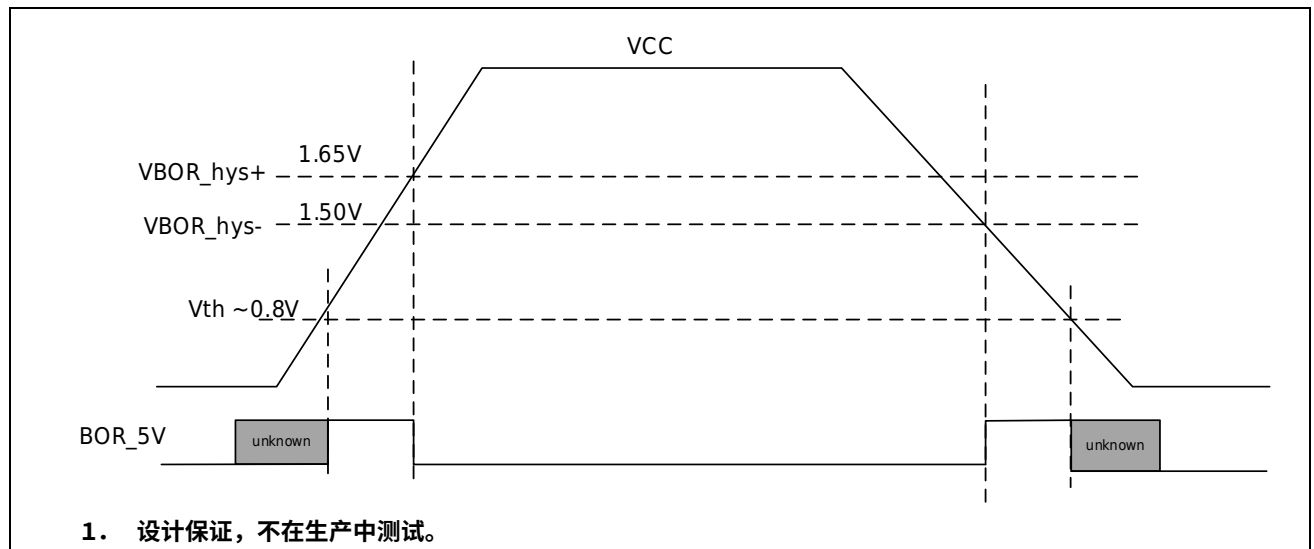 VCC
1.65V
VBOR_hys+
1.50V
VBOR_hys-
Vth ~0.8V
BOR_5V
unknown
unknown
1. 设计保证，不在生产中测试。